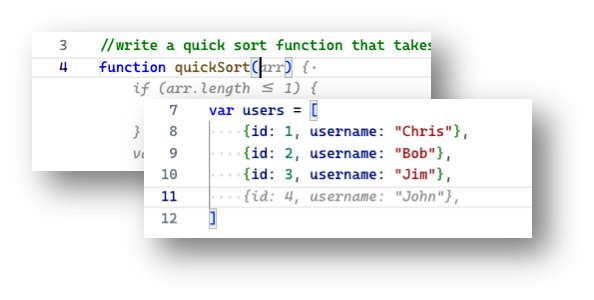 3 //write a quick sort function that takes
4 function quickSort(arr) {
if (arr.length ≤ 1) {
}
7 var users = [
8 {id: 1, username: "Chris"},
9 {id: 2, username: "Bob"},
10 {id: 3, username: "Jim"},
11 {id: 4, username: "John"},
12 ]